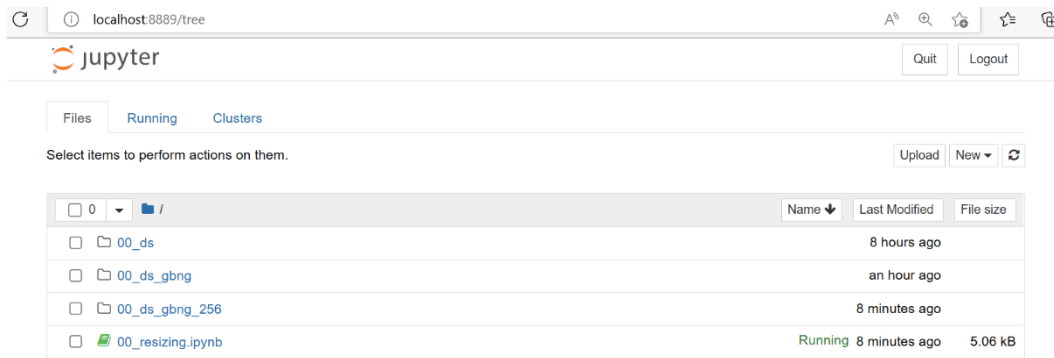 localhost:8889/tree
A
jupyter
Quit Logout
Files Running Clusters
Select items to perform actions on them.
Upload New
0 / Name Last Modified File size
00_ds 8 hours ago
00_ds_gbng an hour ago
00_ds_gbng_256 8 minutes ago
00_resizing.ipynb Running 8 minutes ago 5.06 kB